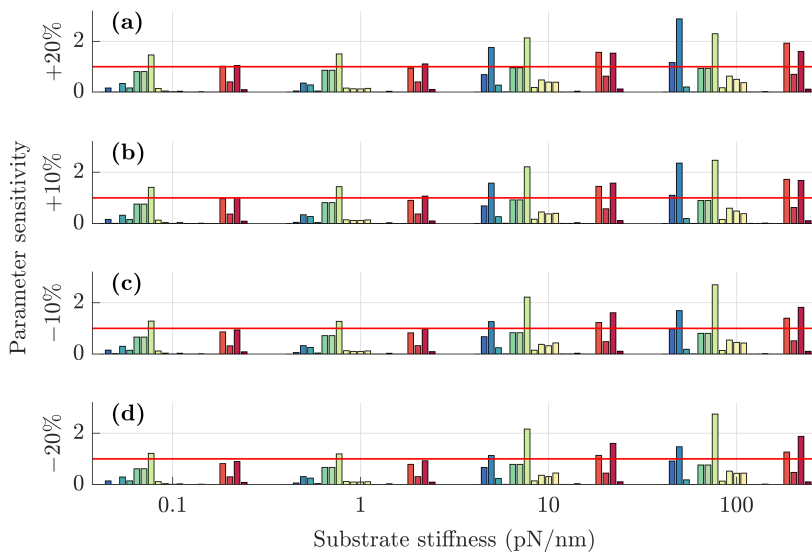 (a)
+20%
2
0
(b)
+10%
2
0
(c)
−10%
2
0
(d)
−20%
2
0
Parameter sensitivity
0.1 1 10 100
Substrate stiffness (pN/nm)